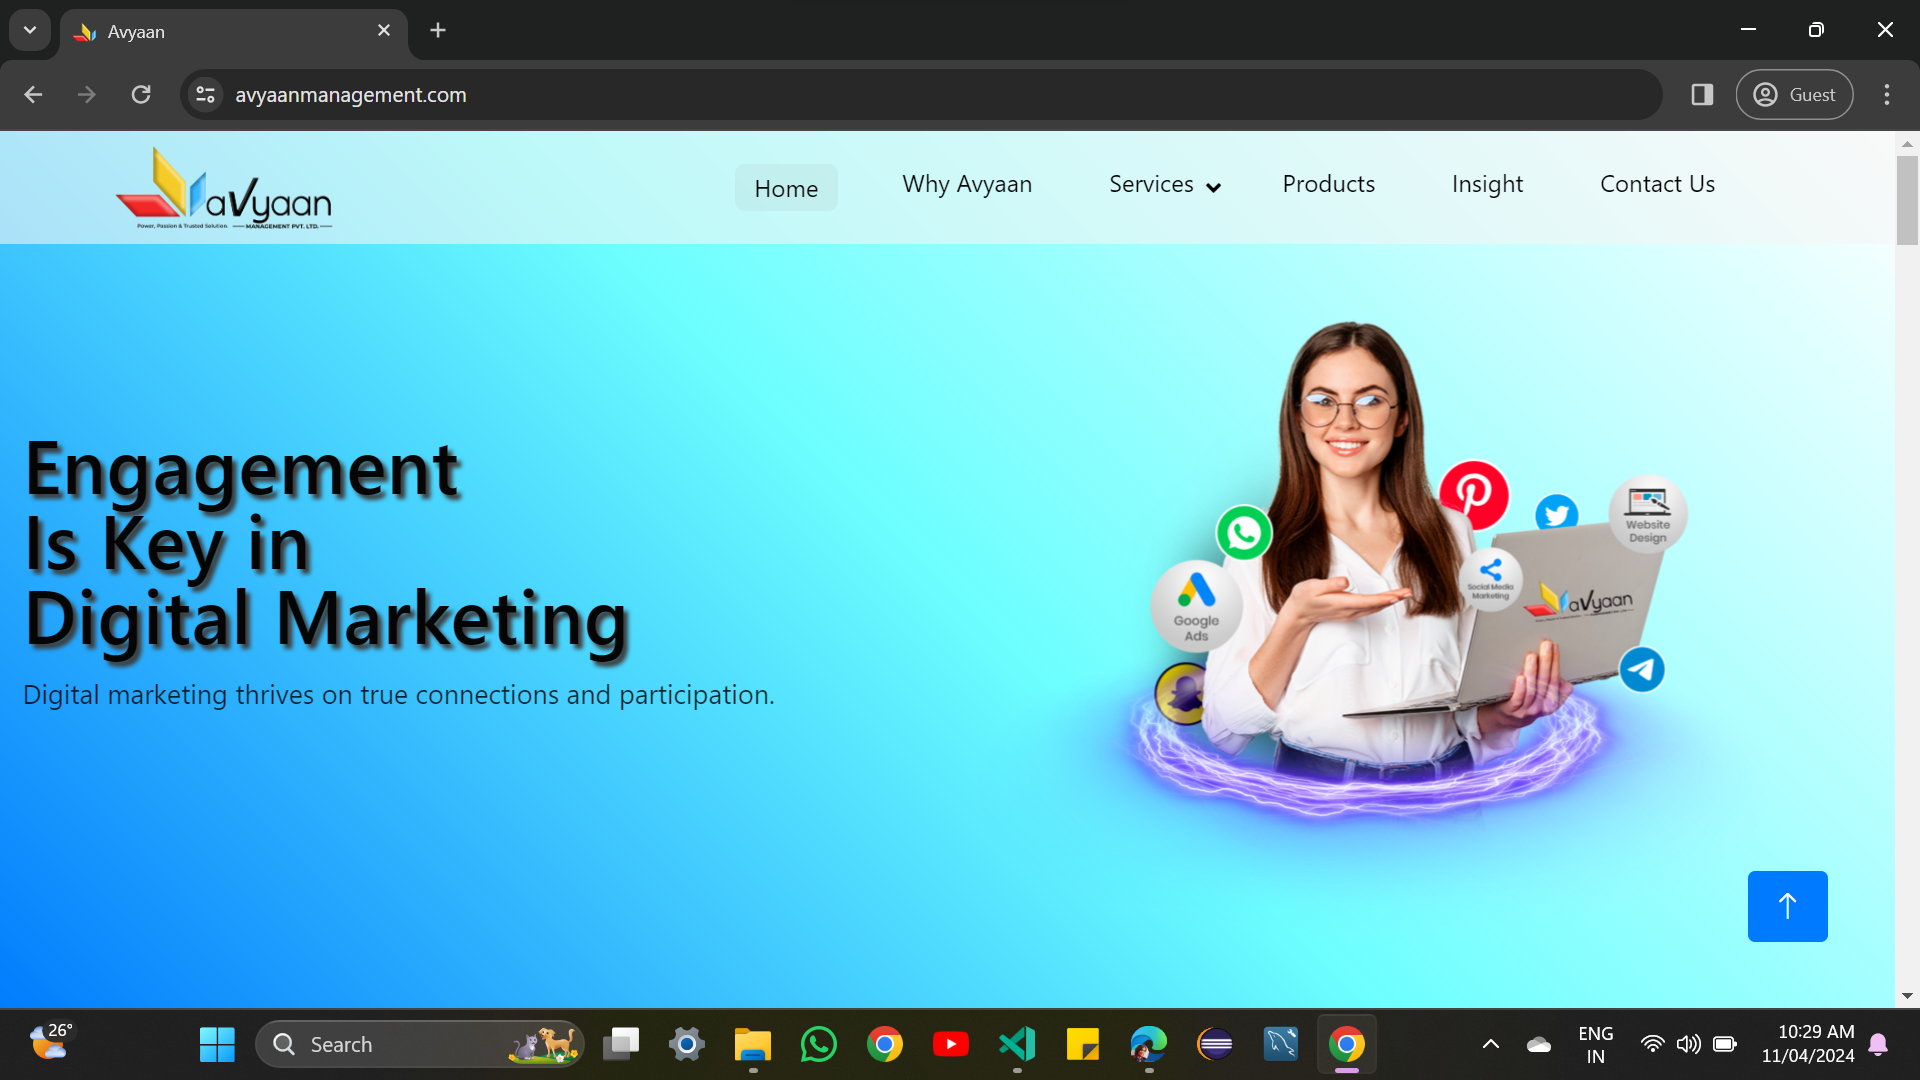 Avyaan
avyaanmanagement.com
Guest
avyaan
Power, Passion & Trusted Solution. MANAGEMENT PVT. LTD.
Home
Why Avyaan
Services
Products
Insight
Contact Us
Engagement
Is Key in
Digital Marketing
Digital marketing thrives on true connections and participation.
Website
Design
Social Media
Marketing
avyaan
Google
Ads
26°
Search
ENG
IN
10:29 AM
11/04/2024